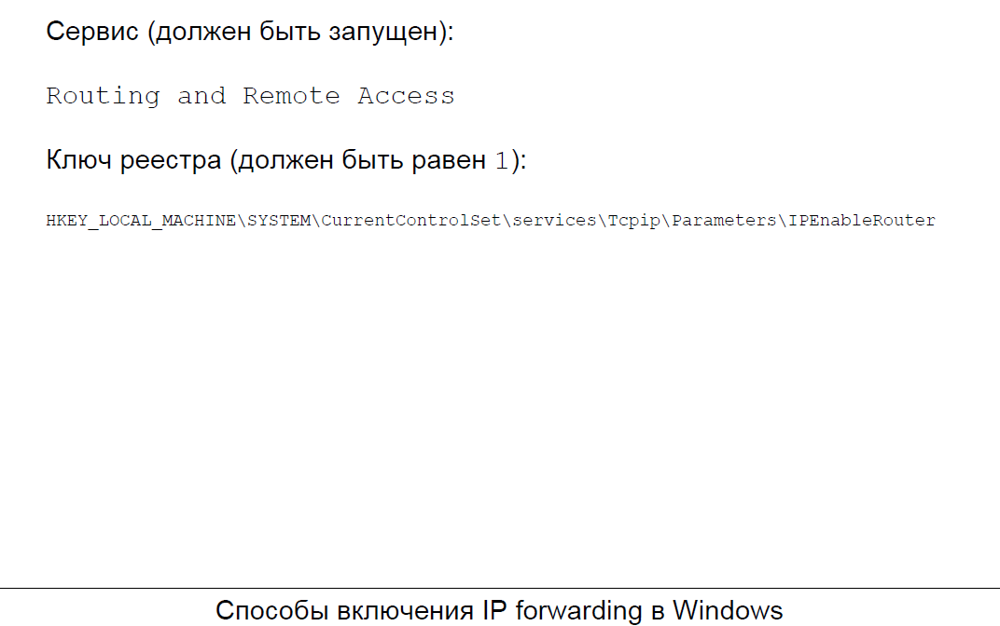 Сервис (должен быть запущен):
Routing and Remote Access
Ключ реестра (должен быть равен 1):
HKEY_LOCAL_MACHINE\SYSTEM\CurrentControlSet\services\Tcpip\Parameters\IPEnableRouter
Способы включения IP forwarding в Windows